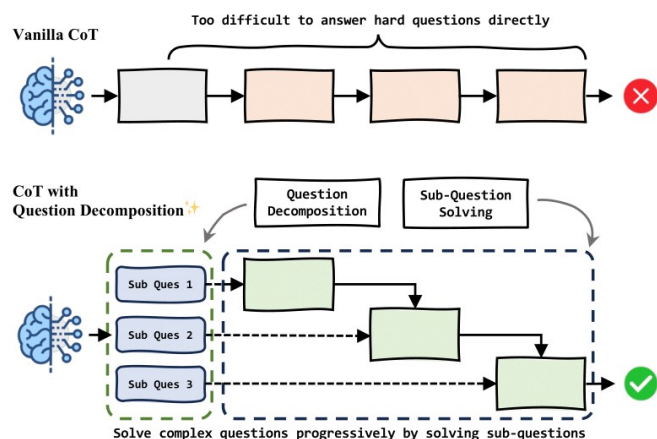 Too difficult to answer hard questions directly
Vanilla CoT
CoT with
Question Decomposition✨
Question
Decomposition
Sub-Question
Solving
Sub Ques 1
Sub Ques 2
Sub Ques 3
Solve complex questions progressively by solving sub-questions